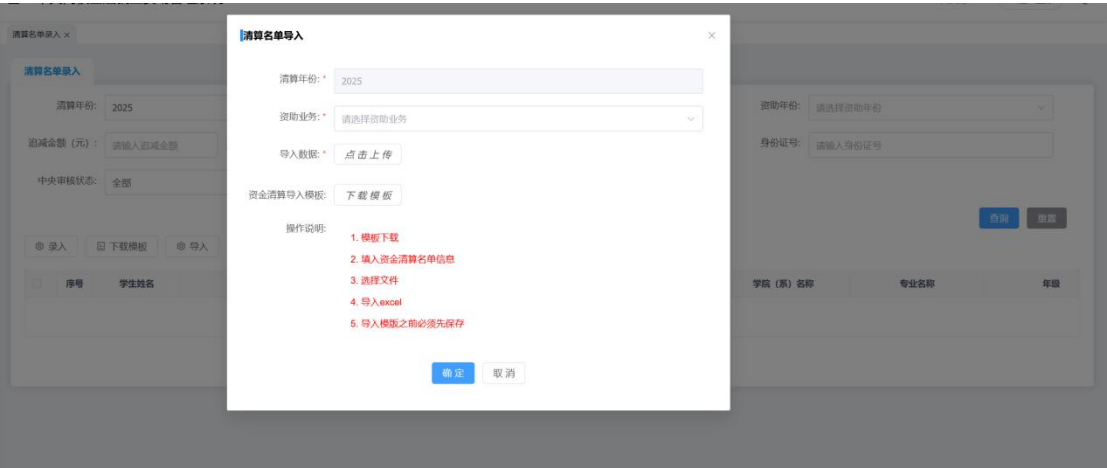 清算名单录入 ×
清算名单导入
清算名单录入
清算年份: * 2025
清算年份: 2025
资助年份: 请选择资助年份
资助业务: * 请选择资助业务
追减金额（元）: 请输入追减金额
身份证号: 请输入身份证号
导入数据: * 点击上传
中央审核状态: 全部
资金清算导入模板: 下载模板
查询 重置
操作说明:
1. 模板下载
2. 填入资金清算名单信息
3. 选择文件
4. 导入excel
5. 导入模版之前必须先保存
录入 下载模板 导入
序号 学生姓名 学院（系）名称 专业名称 年级
确定 取消